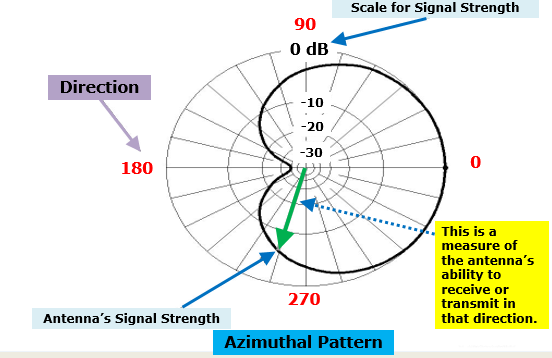 Scale for Signal Strength
90
0 dB
Direction
-10
-20
-30
180
0
This is a
measure of
the antenna's
ability to
receive or
transmit in
that direction.
270
Antenna's Signal Strength
Azimuthal Pattern